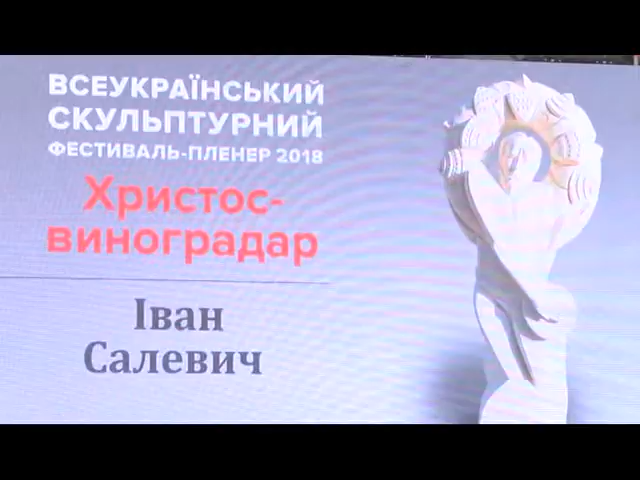 ВСЕУКРАЇНСЬКИЙ
СКУЛЬПТУРНИЙ
ФЕСТИВАЛЬ-ПЛЕНЕР 2018
Христос-
виноградар
Іван
Салевич